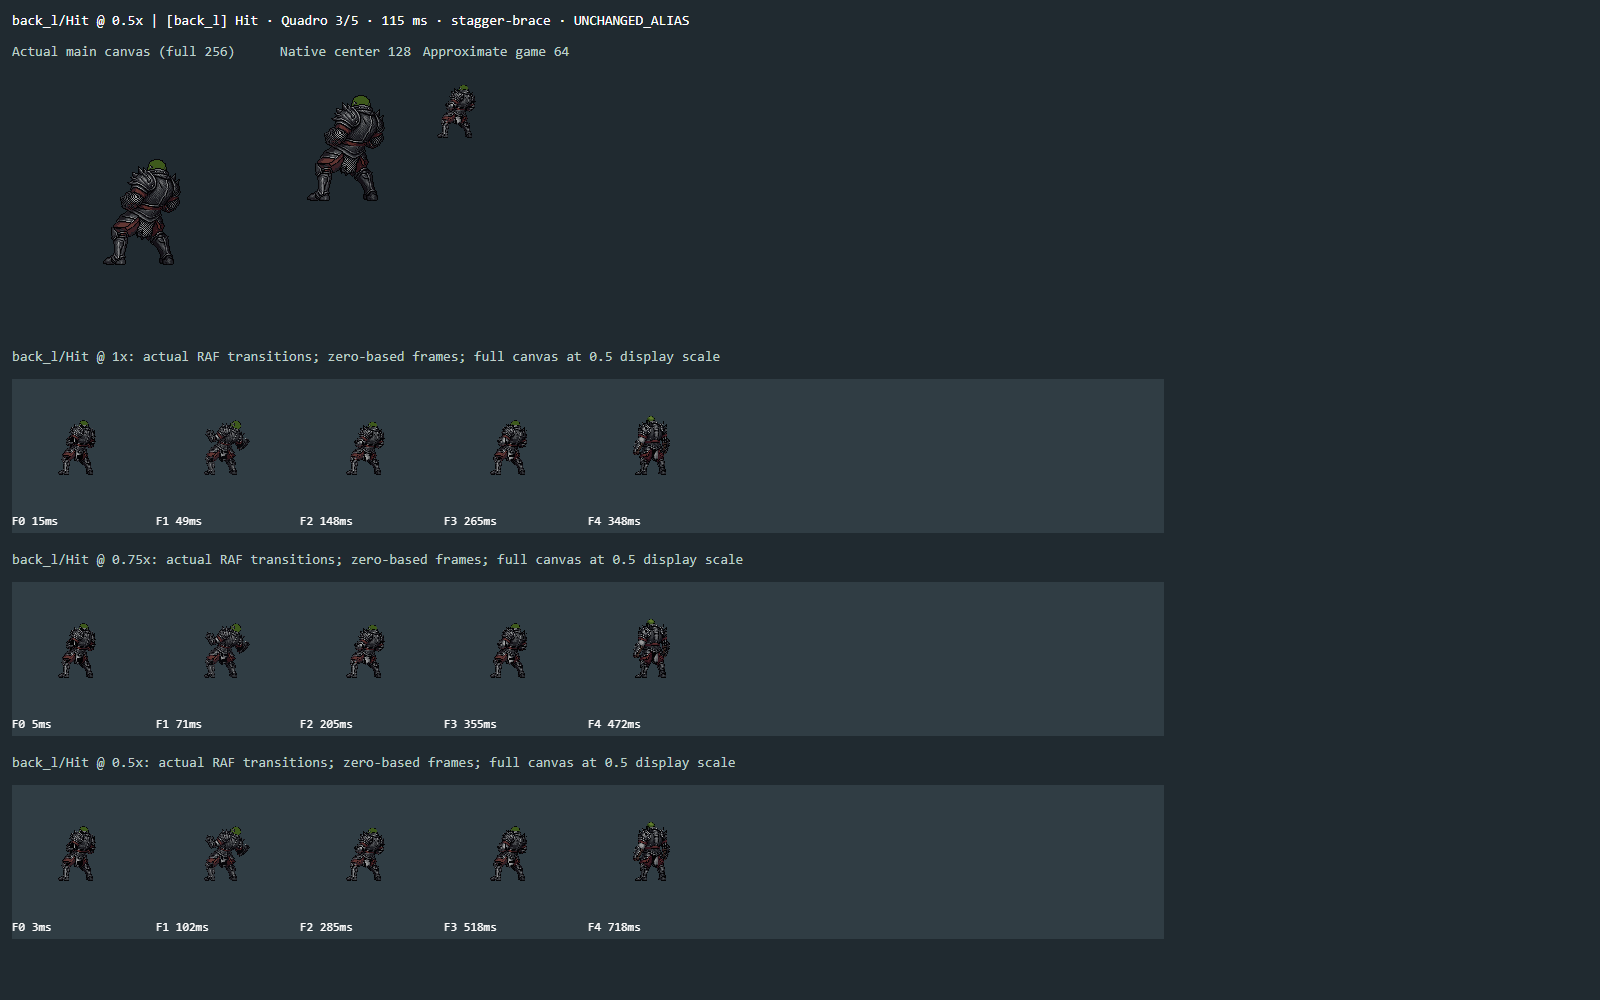 back_l/Hit @ 0.5x | [back_l] Hit · Quadro 3/5 · 115 ms · stagger-brace · UNCHANGED_ALIAS
Actual main canvas (full 256) Native center 128 Approximate game 64
back_l/Hit @ 1x: actual RAF transitions; zero-based frames; full canvas at 0.5 display scale
F0 15ms F1 49ms F2 148ms F3 265ms F4 348ms
back_l/Hit @ 0.75x: actual RAF transitions; zero-based frames; full canvas at 0.5 display scale
F0 5ms F1 71ms F2 205ms F3 355ms F4 472ms
back_l/Hit @ 0.5x: actual RAF transitions; zero-based frames; full canvas at 0.5 display scale
F0 3ms F1 102ms F2 285ms F3 518ms F4 718ms